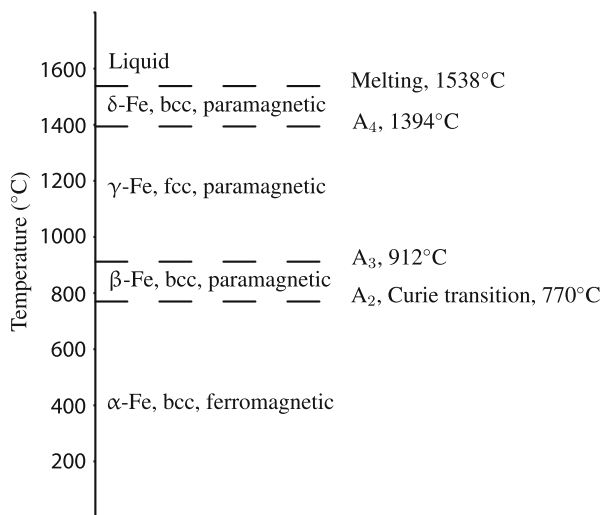 1600
Liquid
Melting, 1538°C
δ-Fe, bcc, paramagnetic
1400
A₄, 1394°C
1200
γ-Fe, fcc, paramagnetic
1000
A₃, 912°C
β-Fe, bcc, paramagnetic
800
A₂, Curie transition, 770°C
600
400
α-Fe, bcc, ferromagnetic
200
Temperature (°C)